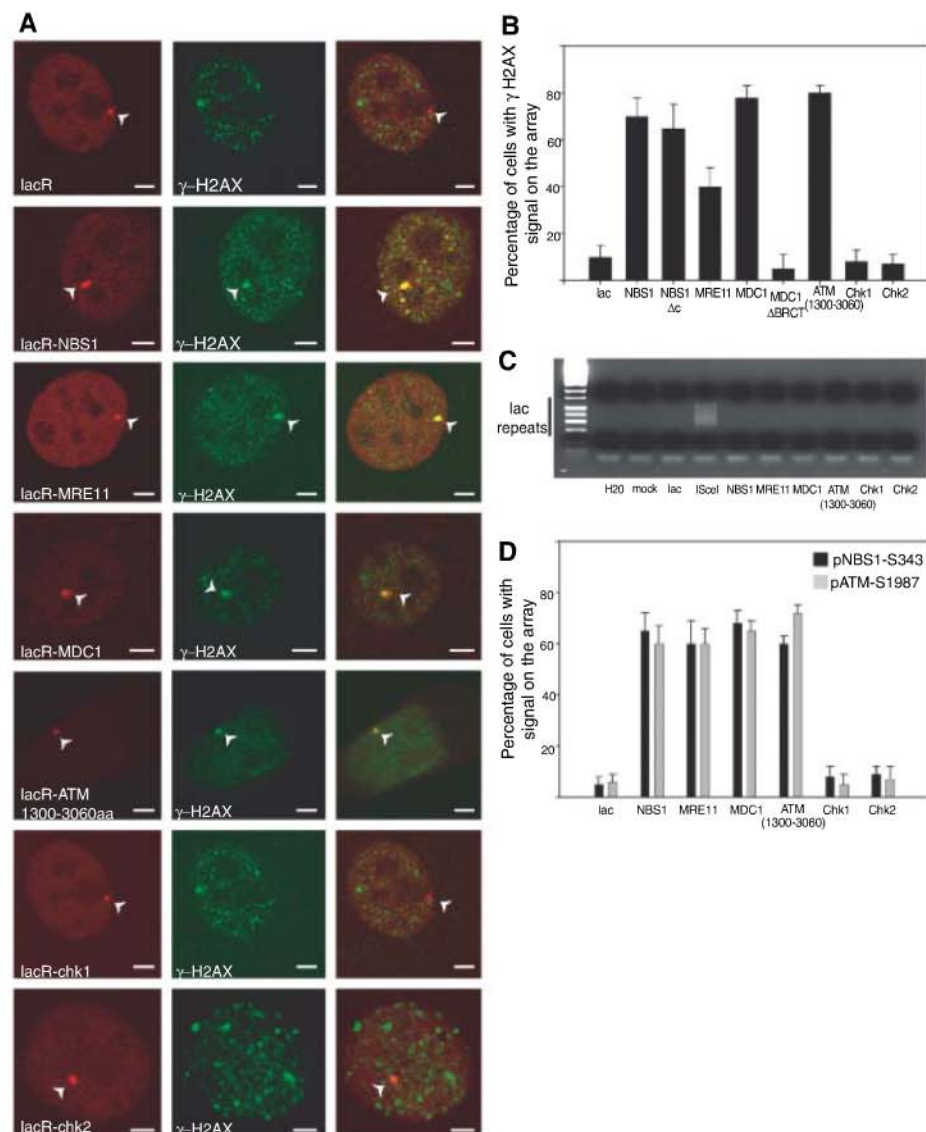 A
lacR
γ–H2AX
lacR-NBS1
γ–H2AX
lacR-MRE11
γ–H2AX
lacR-MDC1
γ–H2AX
lacR-ATM
1300-3060aa
γ–H2AX
lacR-chk1
γ–H2AX
lacR-chk2
γ–H2AX
B
Percentage of cells with γ H2AX
signal on the array
80
60
40
20
lac NBS1 NBS1 MRE11 MDC1 MDC1 ATM Chk1 Chk2
Δc ΔBRCT (1300-3060)
C
lac
repeats
H20 mock lac ISceI NBS1 MRE11 MDC1 ATM Chk1 Chk2
(1300-3060)
D
pNBS1-S343
pATM-S1987
Percentage of cells with
signal on the array
80
60
40
20
lac NBS1 MRE11 MDC1 ATM Chk1 Chk2
(1300-3060)